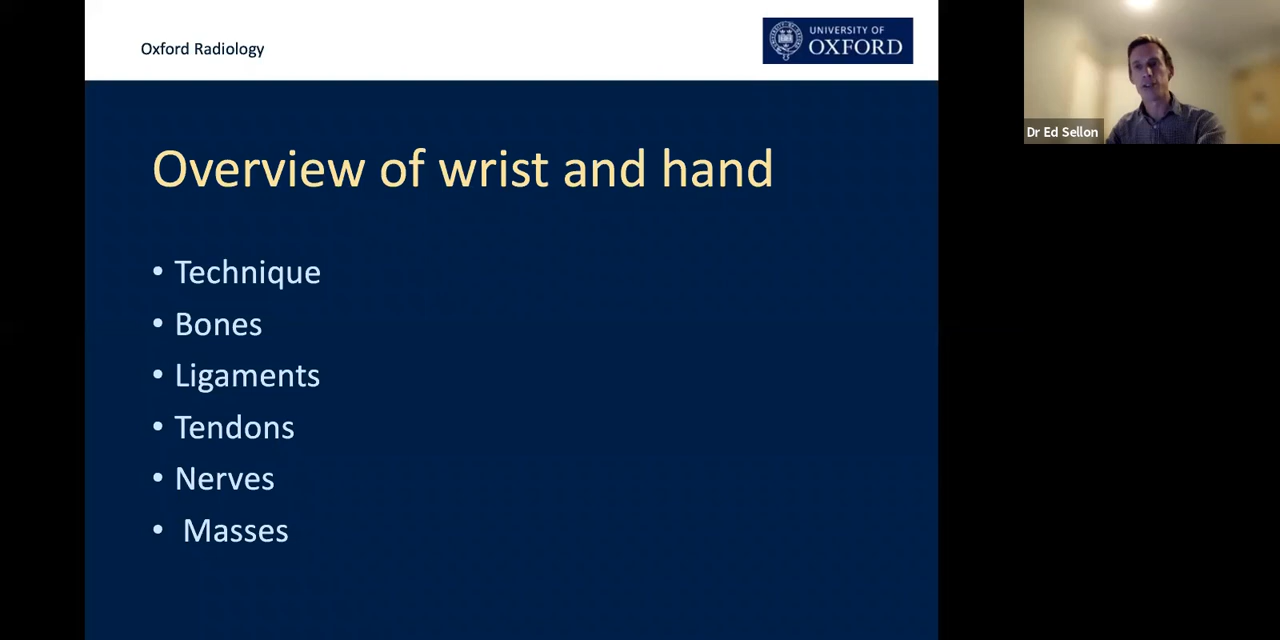 Oxford Radiology
UNIVERSITY OF
OXFORD
Dr Ed Sellon
Overview of wrist and hand
• Technique
• Bones
• Ligaments
• Tendons
• Nerves
• Masses